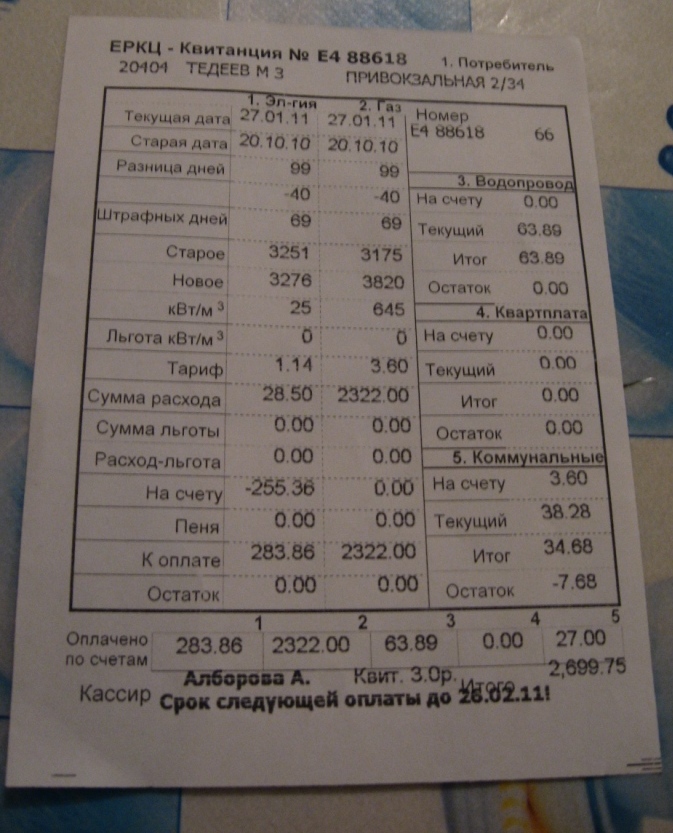 ЕРКЦ - Квитанция № Е4 88618 1. Потребитель
20404 ТЕДЕЕВ М З ПРИВОКЗАЛЬНАЯ 2/34
1. Эл-гия 2. Газ
Текущая дата 27.01.11 27.01.11
Старая дата 20.10.10 20.10.10
Разница дней 99 99
-40 -40
Штрафных дней 69 69
Старое 3251 3175
Новое 3276 3820
кВт/м 3 25 645
Льгота кВт/м 3 0 0
Тариф 1.14 3.60
Сумма расхода 28.50 2322.00
Сумма льготы 0.00 0.00
Расход-льгота 0.00 0.00
На счету -255.36 0.00
Пеня 0.00 0.00
К оплате 283.86 2322.00
Остаток 0.00 0.00
Номер
Е4 88618 66
3. Водопровод
На счету 0.00
Текущий 63.89
Итог 63.89
Остаток 0.00
4. Квартплата
На счету 0.00
Текущий 0.00
Итог 0.00
Остаток 0.00
5. Коммунальные
На счету 3.60
Текущий 38.28
Итог 34.68
Остаток -7.68
1 2 3 4 5
Оплачено
по счетам 283.86 2322.00 63.89 0.00 27.00
Кассир Алборова А. Квит. 3.0р. Итого 2,699.75
Срок следующей оплаты до 26.02.11!